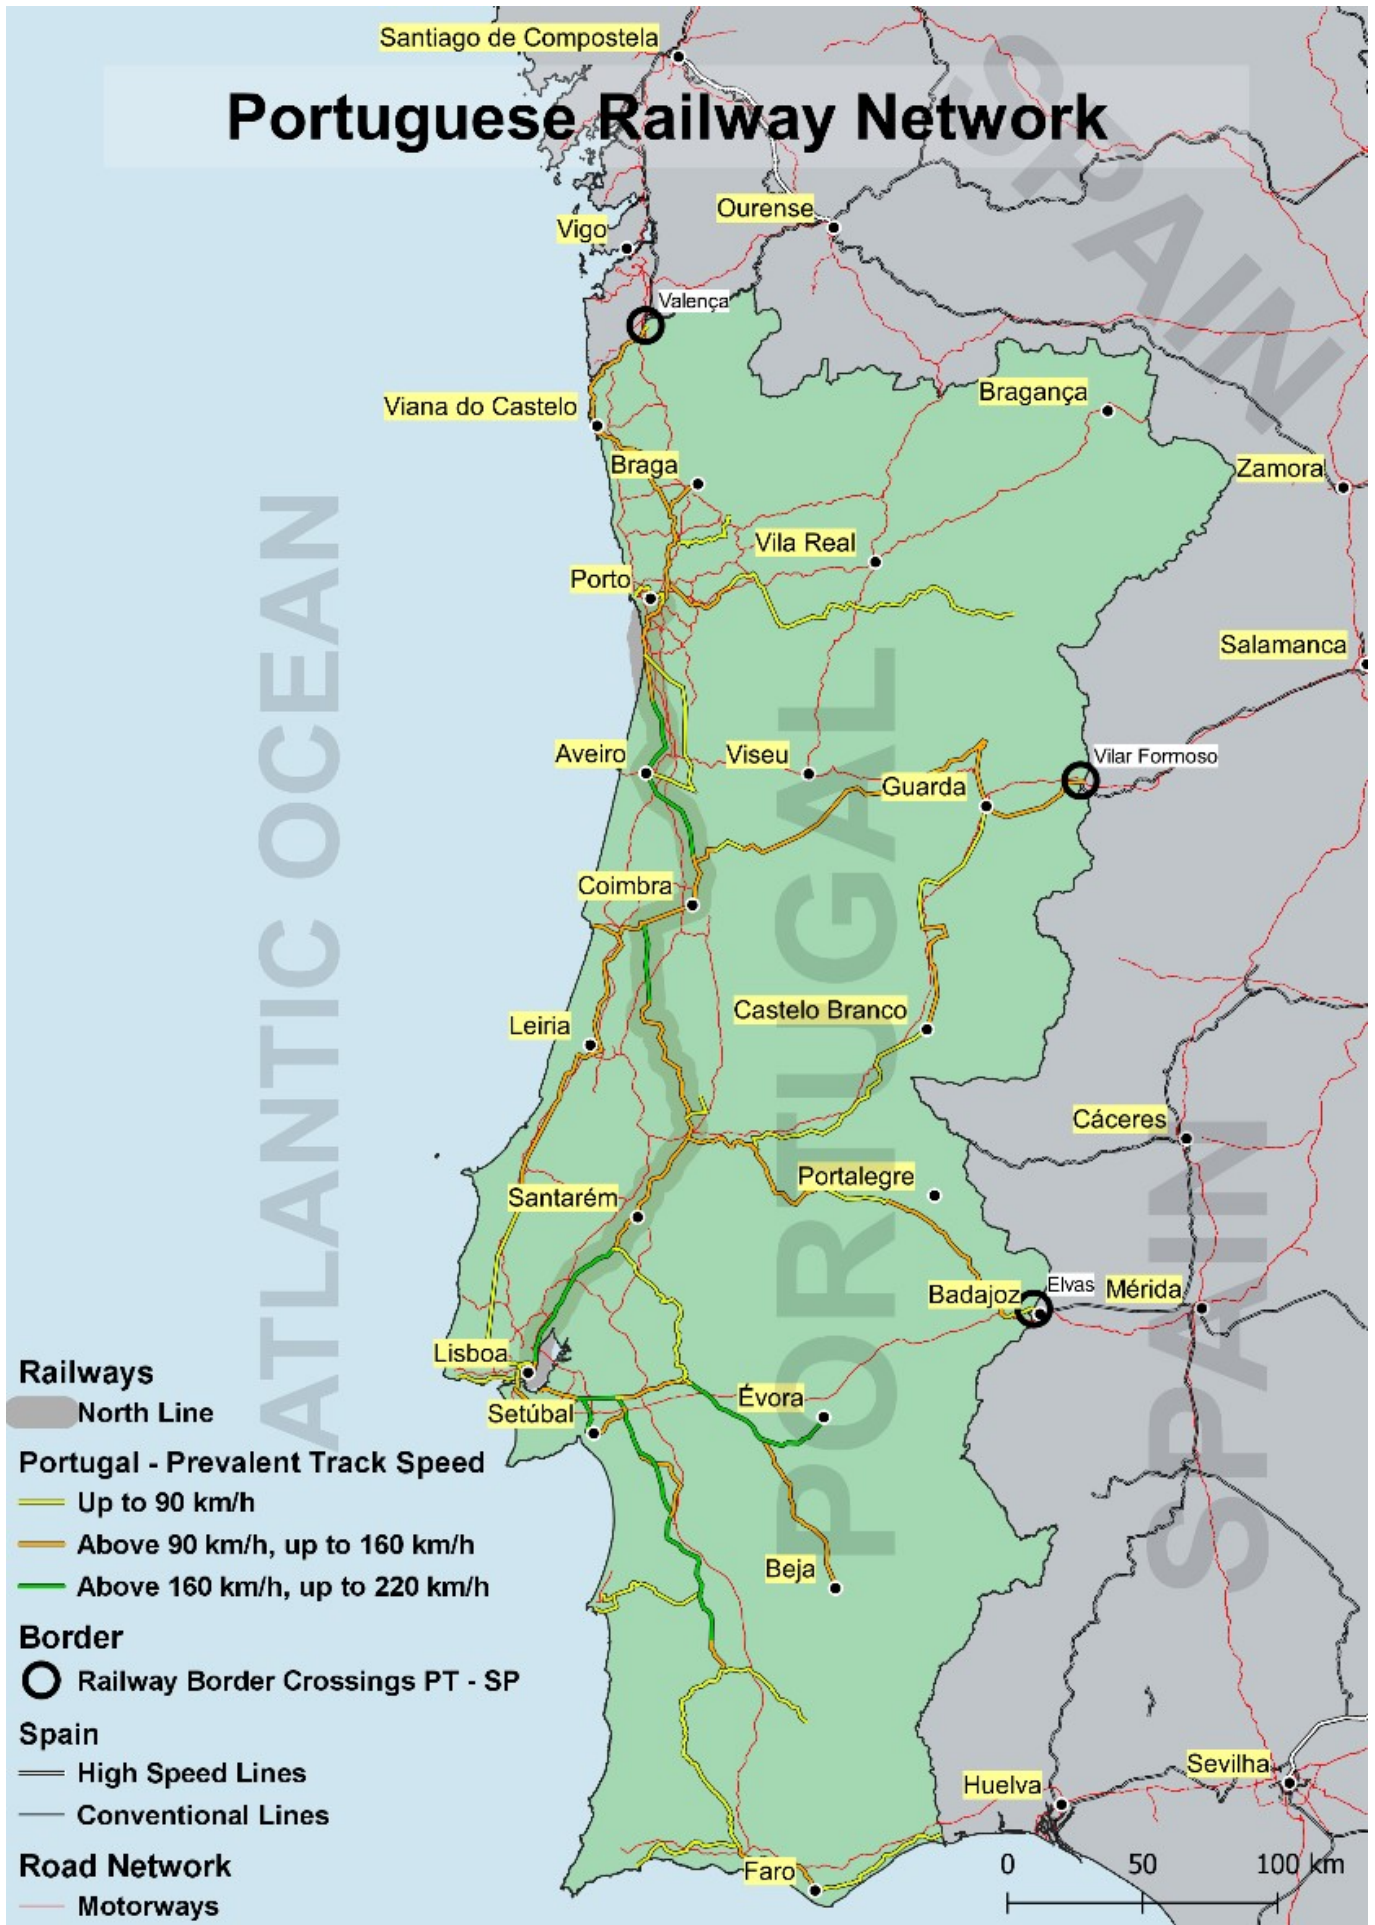 Santiago de Compostela
Portuguese Railway Network
SPAIN
Ourense
Vigo
Valença
Bragança
Viana do Castelo
Braga
Zamora
Vila Real
Porto
Salamanca
ATLANTIC OCEAN
PORTUGAL
Aveiro
Viseu
Vilar Formoso
Guarda
Coimbra
Castelo Branco
Leiria
Cáceres
Portalegre
Santarém
SPAIN
Badajoz
Elvas
Mérida
Lisboa
Évora
Setúbal
Beja
Sevilha
Huelva
Faro
0 50 100 km
Railways
North Line
Portugal - Prevalent Track Speed
Up to 90 km/h
Above 90 km/h, up to 160 km/h
Above 160 km/h, up to 220 km/h
Border
Railway Border Crossings PT - SP
Spain
High Speed Lines
Conventional Lines
Road Network
Motorways